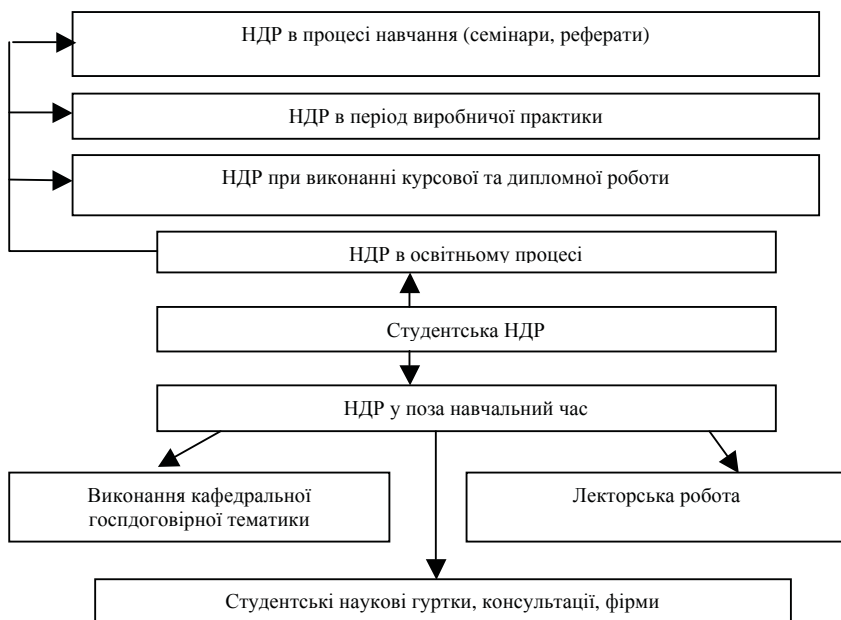 НДР в процесі навчання (семінари, реферати)
НДР в період виробничої практики
НДР при виконанні курсової та дипломної роботи
НДР в освітньому процесі
Студентська НДР
НДР у поза навчальний час
Виконання кафедральної
госпдоговірної тематики
Лекторська робота
Студентські наукові гуртки, консультації, фірми